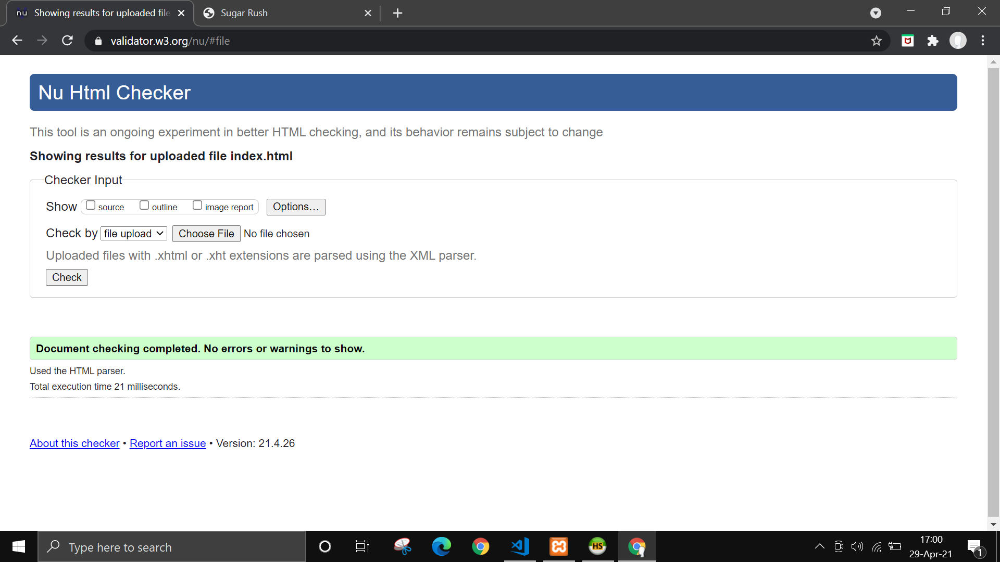 nu Showing results for uploaded file
Sugar Rush
validator.w3.org/nu/#file
Nu Html Checker
This tool is an ongoing experiment in better HTML checking, and its behavior remains subject to change
Showing results for uploaded file index.html
Checker Input
Show source outline image report Options...
Check by file upload Choose File No file chosen
Uploaded files with .xhtml or .xht extensions are parsed using the XML parser.
Check
Document checking completed. No errors or warnings to show.
Used the HTML parser.
Total execution time 21 milliseconds.
About this checker • Report an issue • Version: 21.4.26
Type here to search
HS
17:00
29-Apr-21
1